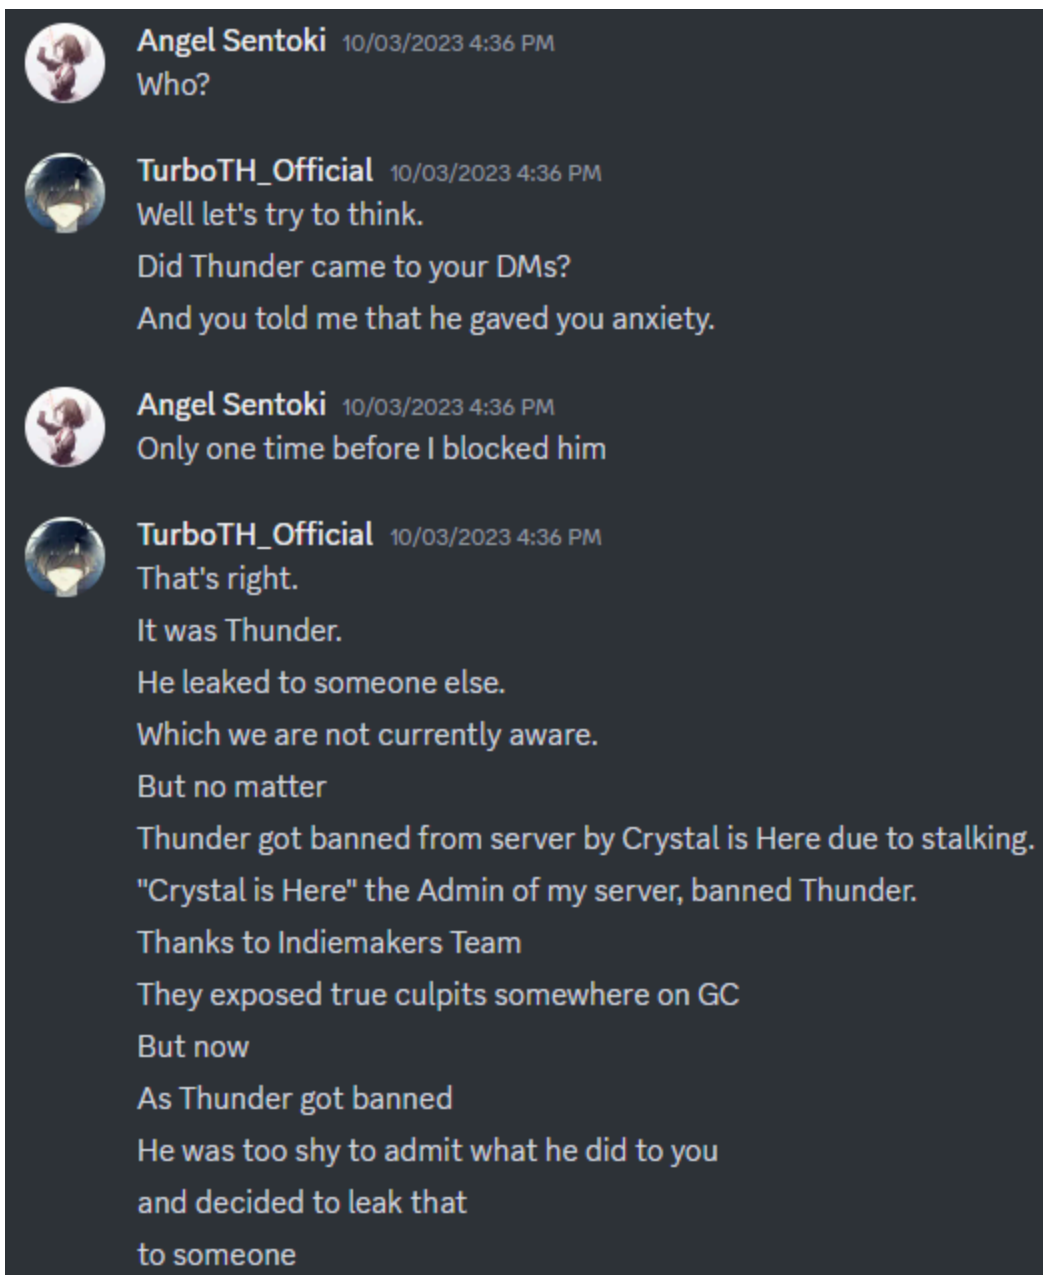 Angel Sentoki 10/03/2023 4:36 PM
Who?
TurboTH_Official 10/03/2023 4:36 PM
Well let's try to think.
Did Thunder came to your DMs?
And you told me that he gaved you anxiety.
Angel Sentoki 10/03/2023 4:36 PM
Only one time before I blocked him
TurboTH_Official 10/03/2023 4:36 PM
That's right.
It was Thunder.
He leaked to someone else.
Which we are not currently aware.
But no matter
Thunder got banned from server by Crystal is Here due to stalking.
"Crystal is Here" the Admin of my server, banned Thunder.
Thanks to Indiemakers Team
They exposed true culpits somewhere on GC
But now
As Thunder got banned
He was too shy to admit what he did to you
and decided to leak that
to someone